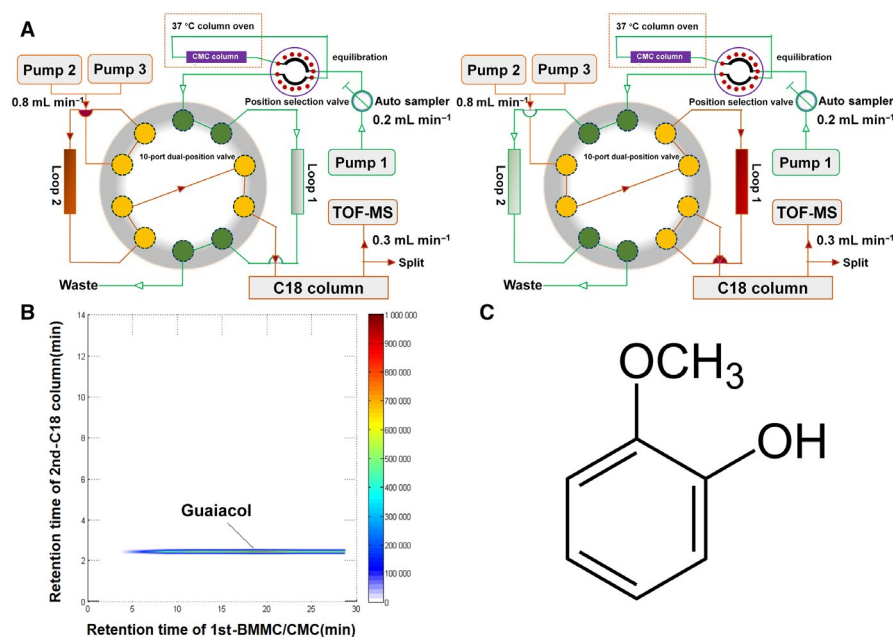 A
37 °C column oven
CMC column
equilibration
Pump 2
Pump 3
0.8 mL min⁻¹
Position selection valve
Auto sampler
0.2 mL min⁻¹
10-port dual-position valve
Loop 2
Loop 1
Pump 1
TOF-MS
0.3 mL min⁻¹
Split
Waste
C18 column
37 °C column oven
CMC column
equilibration
Pump 2
Pump 3
0.8 mL min⁻¹
Position selection valve
Auto sampler
0.2 mL min⁻¹
10-port dual-position valve
Loop 2
Loop 1
Pump 1
TOF-MS
0.3 mL min⁻¹
Split
Waste
C18 column
B
Retention time of 2nd-C18 column(min)
14
12
10
8
6
4
2
0
Guaiacol
0
5
10
15
20
25
30
Retention time of 1st-BMMC/CMC(min)
1 000 000
900 000
800 000
700 000
600 000
500 000
400 000
300 000
200 000
100 000
0
C
OCH₃
OH